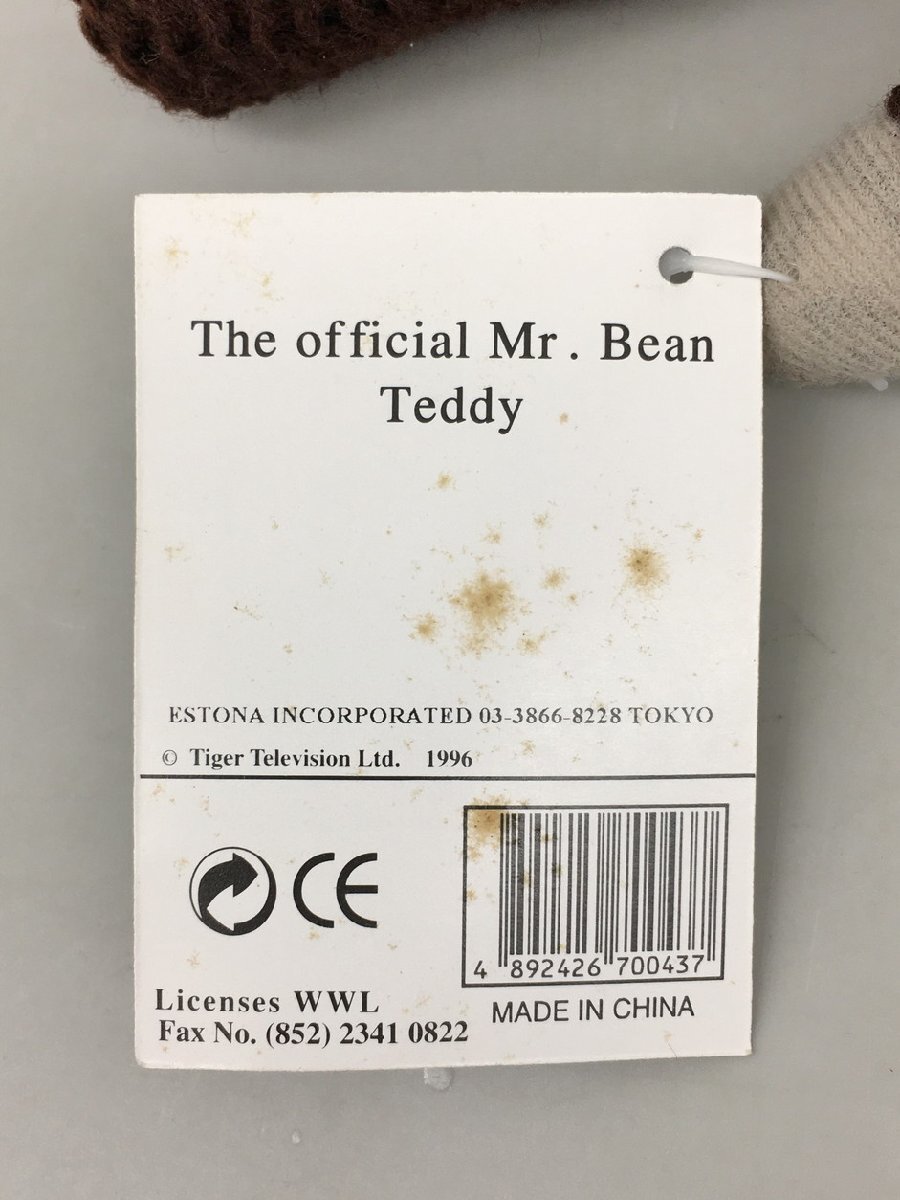 The official Mr. Bean
Teddy
ESTONA INCORPORATED 03-3866-8228 TOKYO
© Tiger Television Ltd. 1996
CE
4 892426 700437
Licenses WWL
MADE IN CHINA
Fax No. (852) 2341 0822